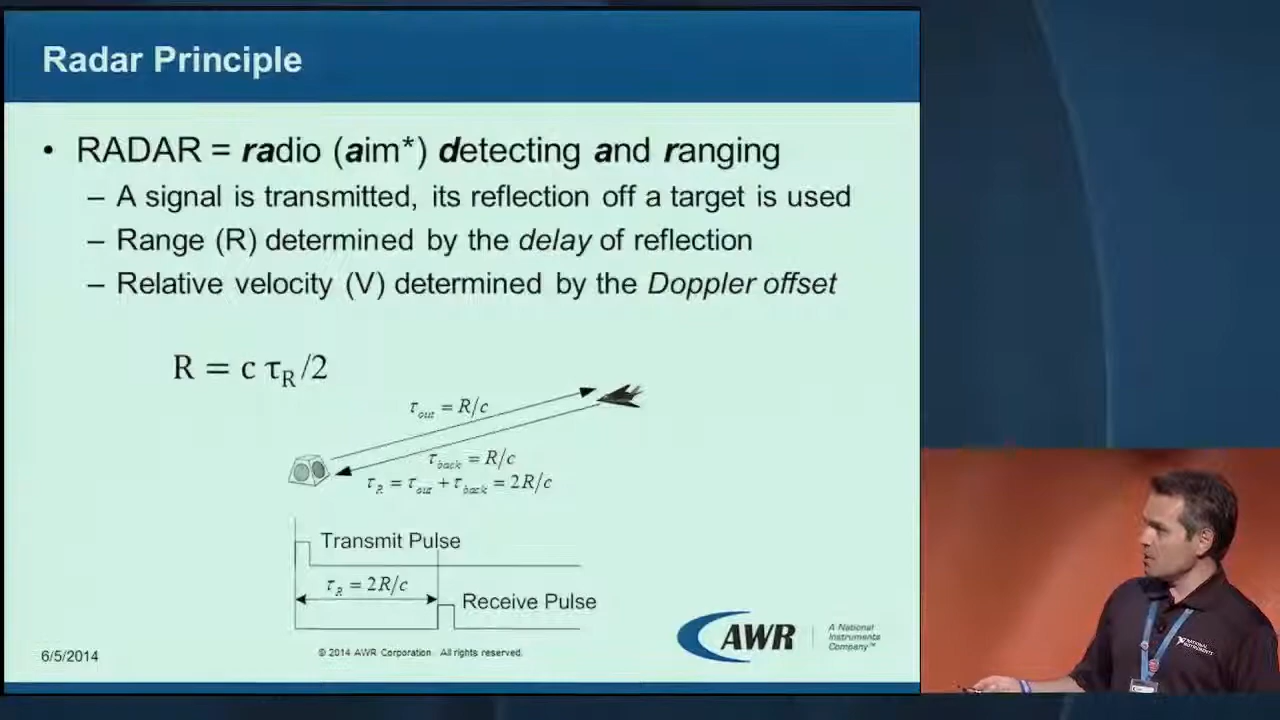 Radar Principle
• RADAR = radio (aim*) detecting and ranging
– A signal is transmitted, its reflection off a target is used
– Range (R) determined by the delay of reflection
– Relative velocity (V) determined by the Doppler offset
R = c τR /2
τout = R/c
τback = R/c
τR = τout + τback = 2R/c
Transmit Pulse
τR = 2R/c
Receive Pulse
6/5/2014
© 2014 AWR Corporation. All rights reserved.
AWR
A National
Instruments
Company™
NATIONAL
INSTRUMENTS